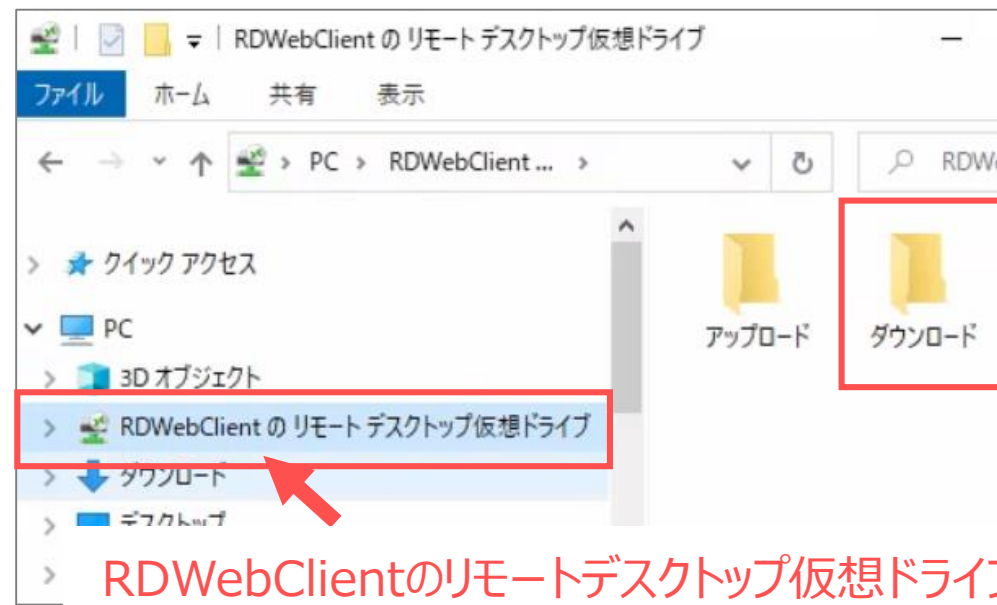 RDWebClient の リモート デスクトップ仮想ドライブ
ファイル ホーム 共有 表示
PC RDWebClient ... RDW
クイック アクセス
PC
3D オブジェクト
RDWebClient の リモート デスクトップ仮想ドライブ
ダウンロード
デスクトップ
アップロード
ダウンロード
RDWebClientのリモートデスクトップ仮想ドライブ